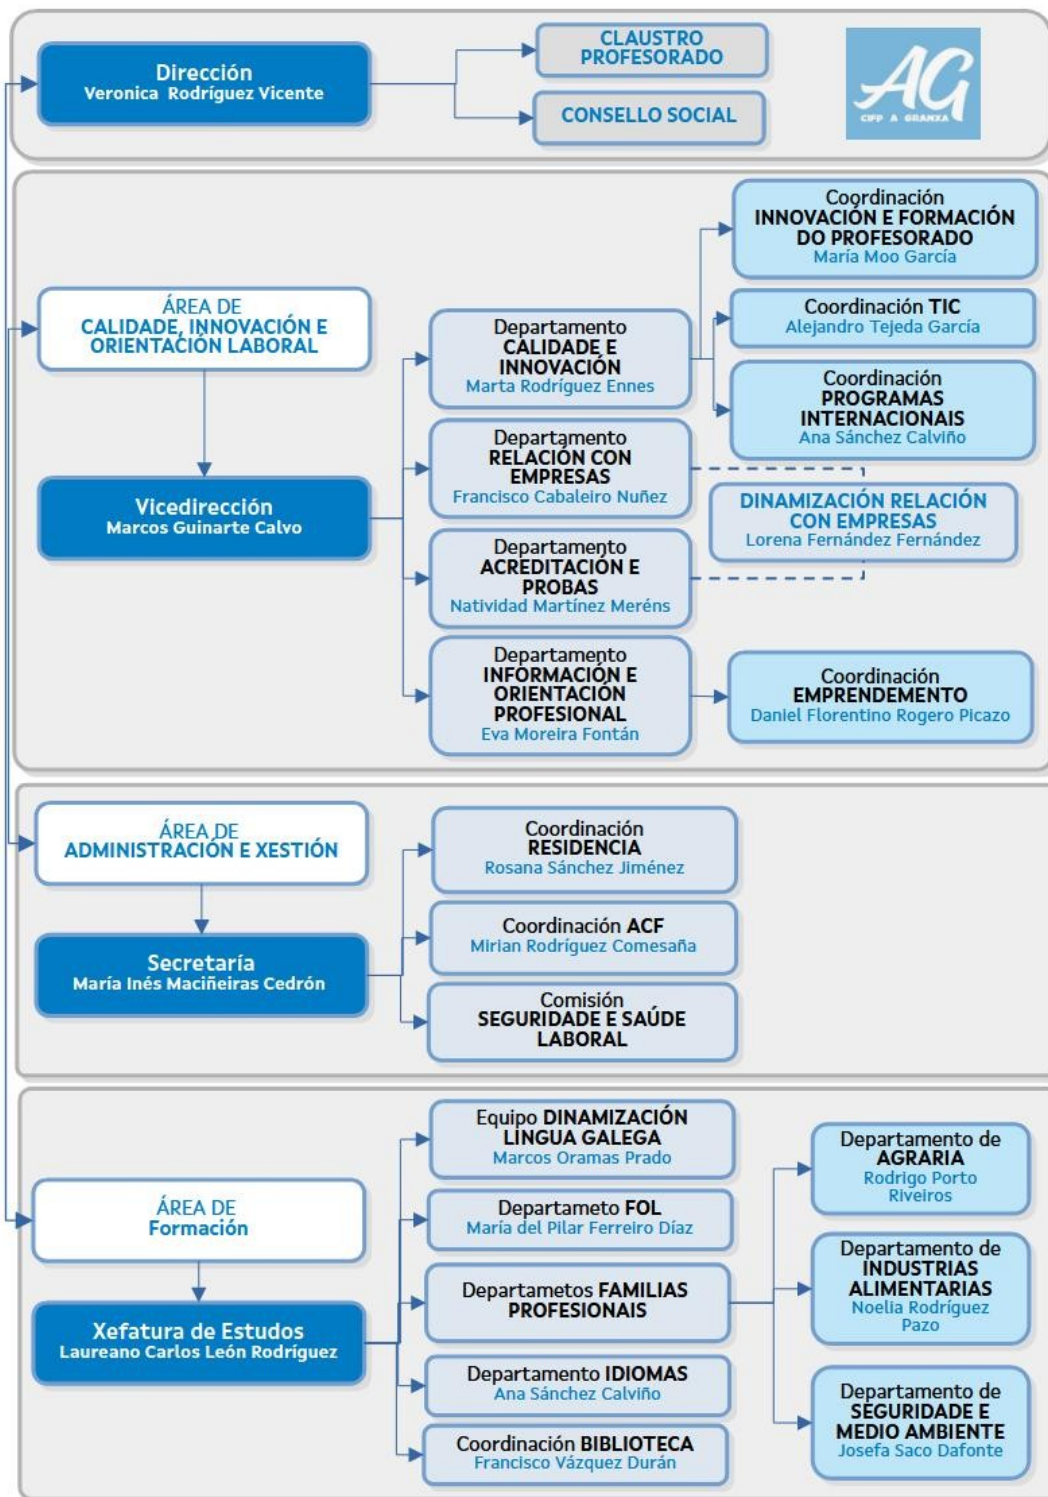 Dirección
Veronica Rodríguez Vicente
CLAUSTRO
PROFESORADO
CONSELLO SOCIAL
AG
CIFP A GRANXA
ÁREA DE
CALIDADE, INNOVACIÓN E
ORIENTACIÓN LABORAL
Vicedirección
Marcos Guinarte Calvo
Departamento
CALIDADE E
INNOVACIÓN
Marta Rodríguez Ennes
Coordinación
INNOVACIÓN E FORMACIÓN
DO PROFESORADO
María Moo García
Coordinación TIC
Alejandro Tejeda García
Coordinación
PROGRAMAS
INTERNACIONAIS
Ana Sánchez Calviño
Departamento
RELACIÓN CON
EMPRESAS
Francisco Cabaleiro Nuñez
DINAMIZACIÓN RELACIÓN
CON EMPRESAS
Lorena Fernández Fernández
Departamento
ACREDITACIÓN E
PROBAS
Natividad Martínez Meréns
Departamento
INFORMACIÓN E
ORIENTACIÓN
PROFESIONAL
Eva Moreira Fontán
Coordinación
EMPRENDEMENTO
Daniel Florentino Rogero Picazo
ÁREA DE
ADMINISTRACIÓN E XESTIÓN
Secretaría
María Inés Maciñeiras Cedrón
Coordinación
RESIDENCIA
Rosana Sánchez Jiménez
Coordinación ACF
Mirian Rodríguez Comesaña
Comisión
SEGURIDADE E SAÚDE
LABORAL
ÁREA DE
Formación
Xefatura de Estudos
Laureano Carlos León Rodríguez
Equipo DINAMIZACIÓN
LINGUA GALEGA
Marcos Oramas Prado
Departameto FOL
María del Pilar Ferreiro Díaz
Departametos FAMILIAS
PROFESIONAIS
Departamento IDIOMAS
Ana Sánchez Calviño
Coordinación BIBLIOTECA
Francisco Vázquez Durán
Departamento de
AGRARIA
Rodrigo Porto
Riveiros
Departamento de
INDUSTRIAS
ALIMENTARIAS
Noelia Rodríguez
Pazo
Departamento de
SEGURIDADE E
MEDIO AMBIENTE
Josefa Saco Dafonte